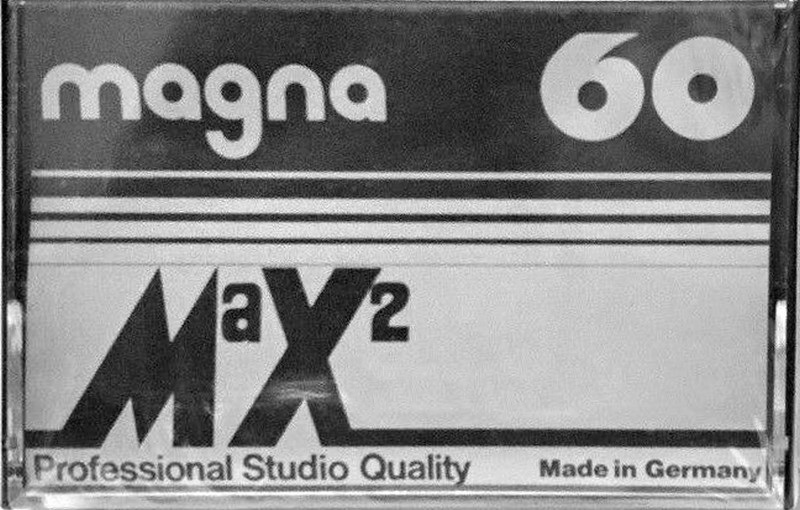 magna 60
MaX²
Professional Studio Quality Made in Germany